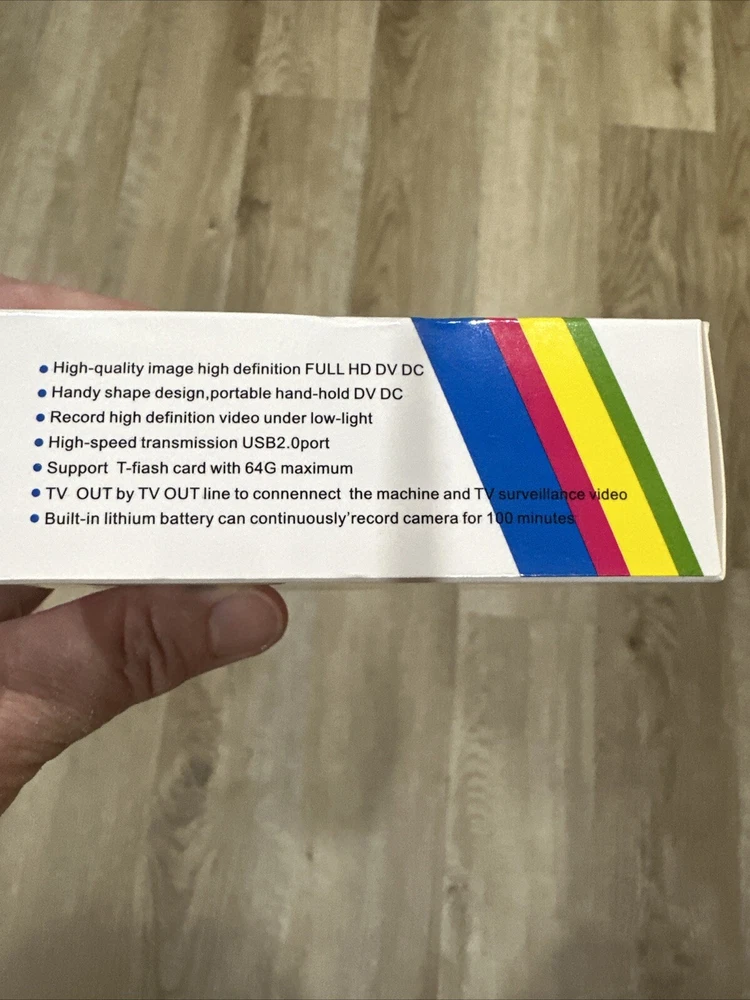 ● High-quality image high definition FULL HD DV DC
● Handy shape design,portable hand-hold DV DC
● Record high definition video under low-light
● High-speed transmission USB2.0port
● Support T-fiash card with 64G maximum
● TV OUT by TV OUT line to connennect the machine and TV surveillance video
● Built-in lithium battery can continuously'record camera for 100 minutes